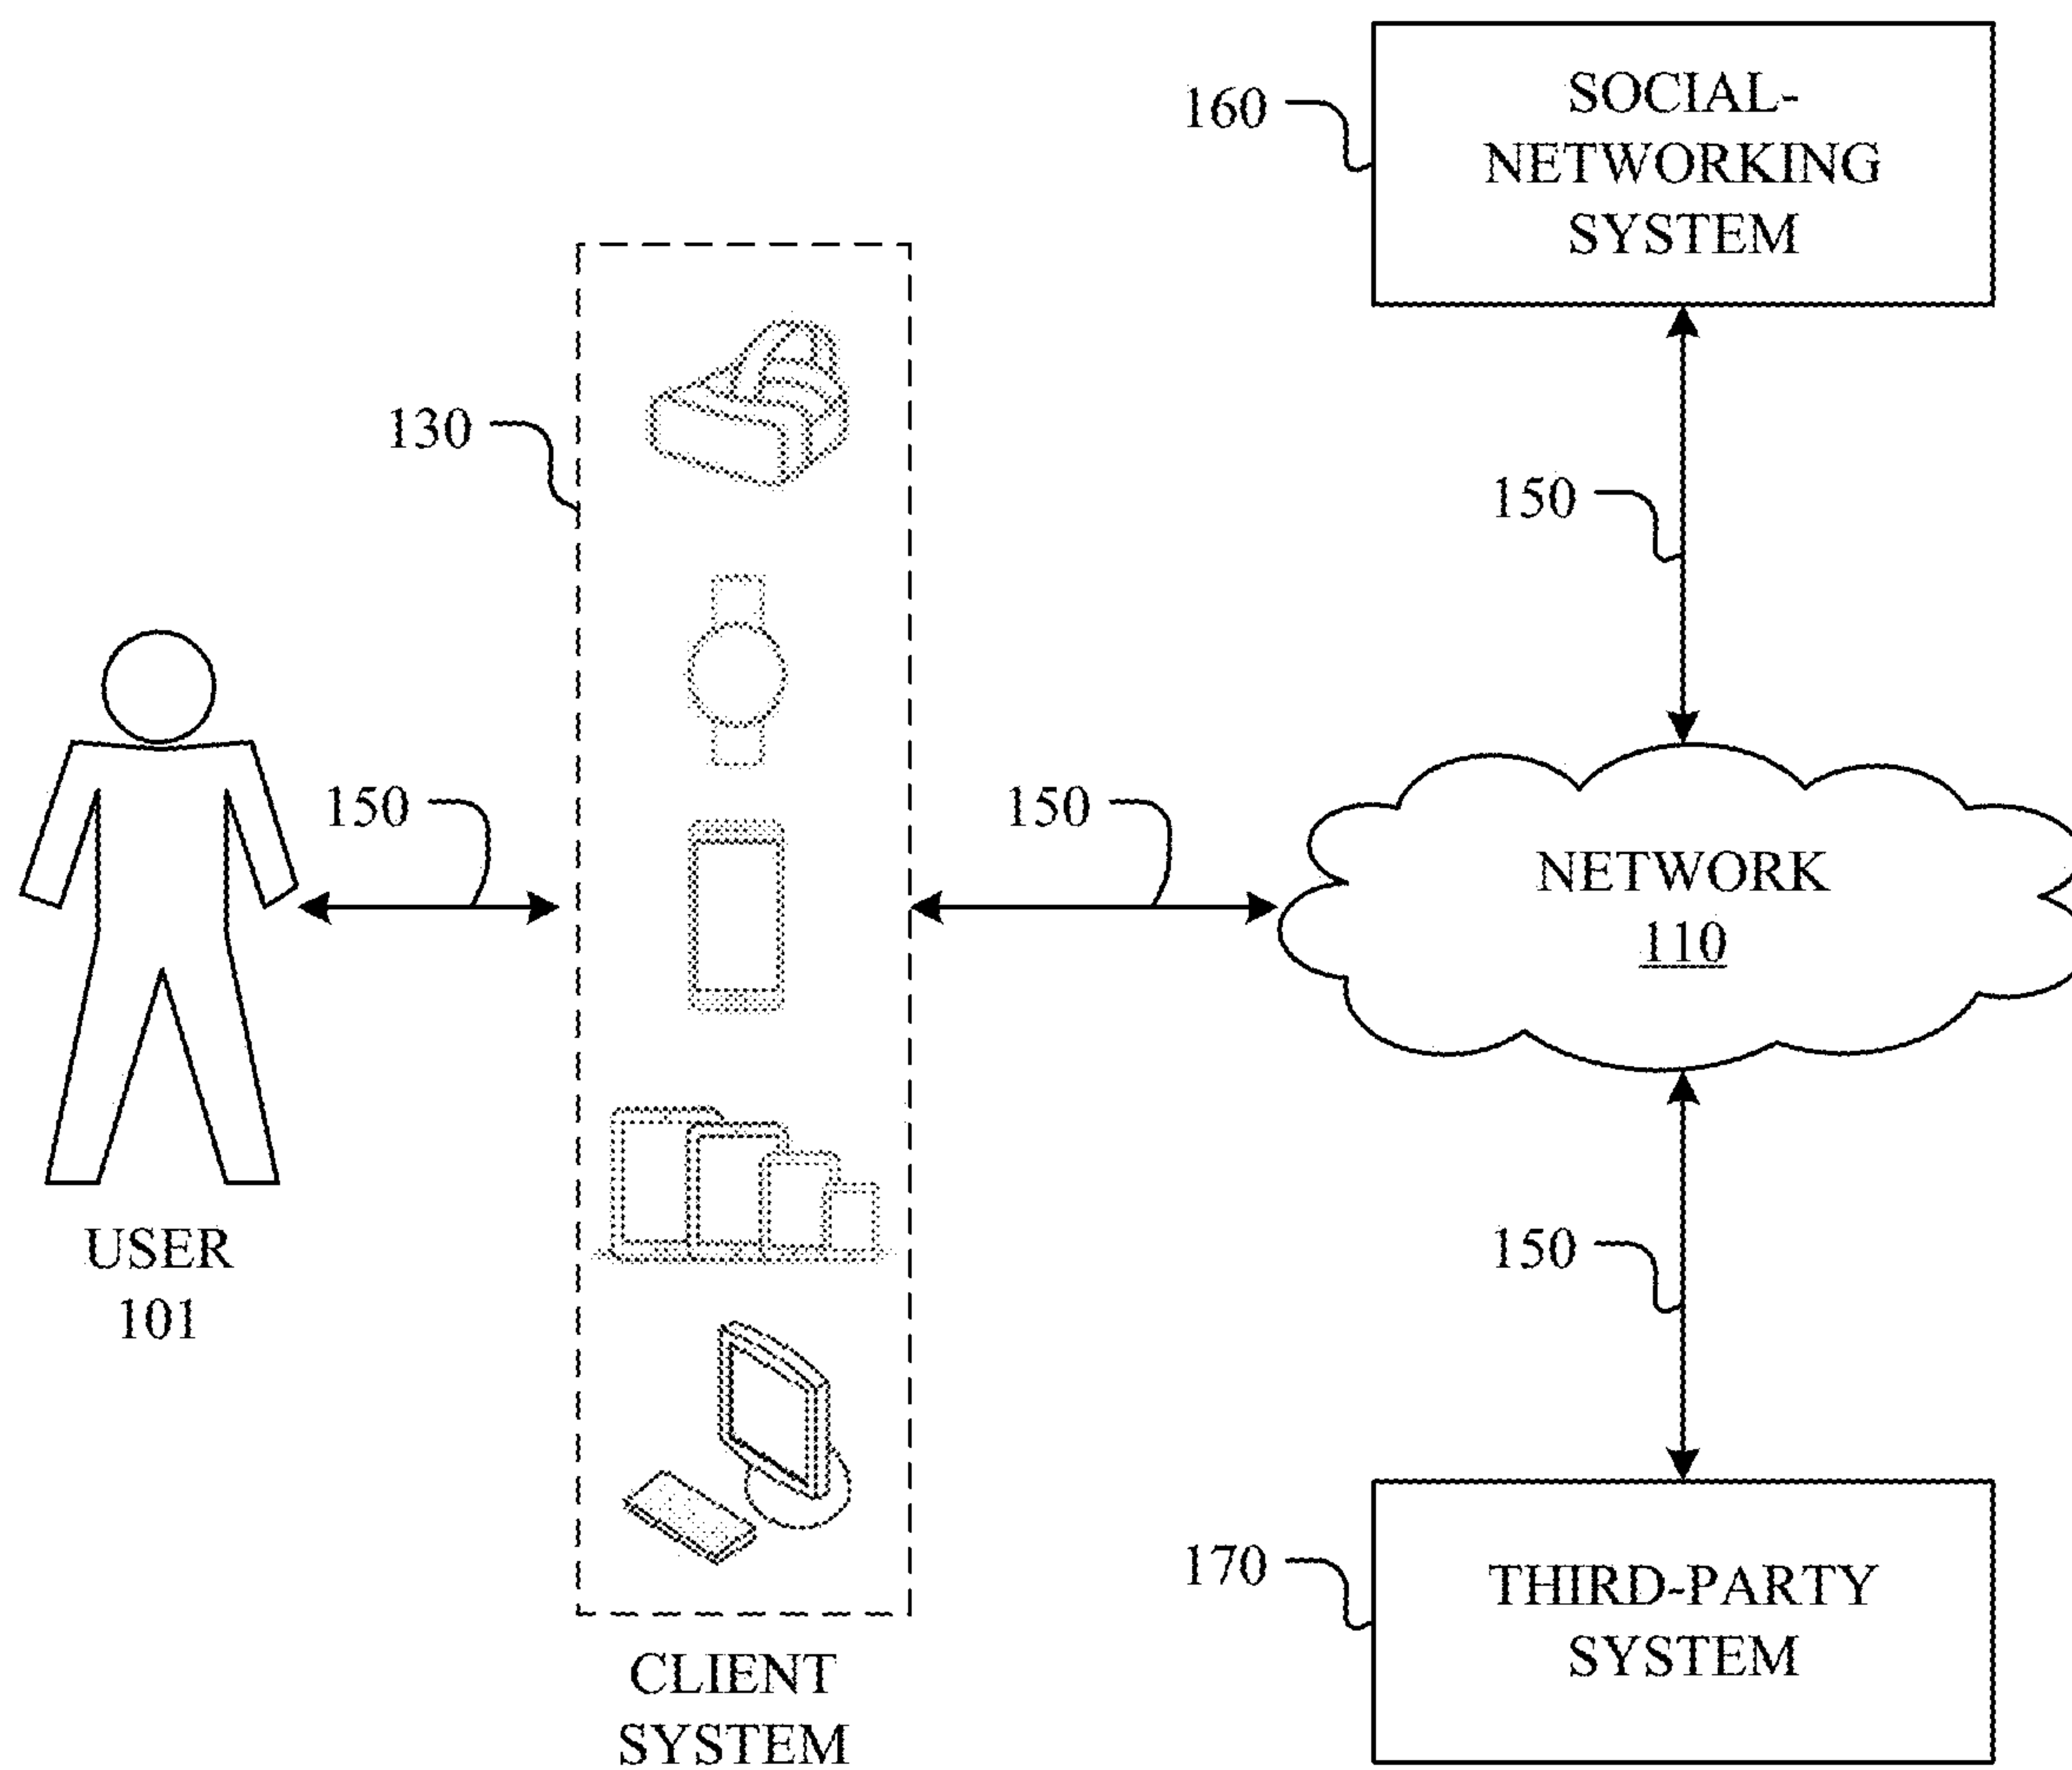 160
SOCIAL-
NETWORKING
SYSTEM
130
150
150
150
NETWORK
110
USER
101
150
170
THIRD-PARTY
SYSTEM
CLIENT
SYSTEM